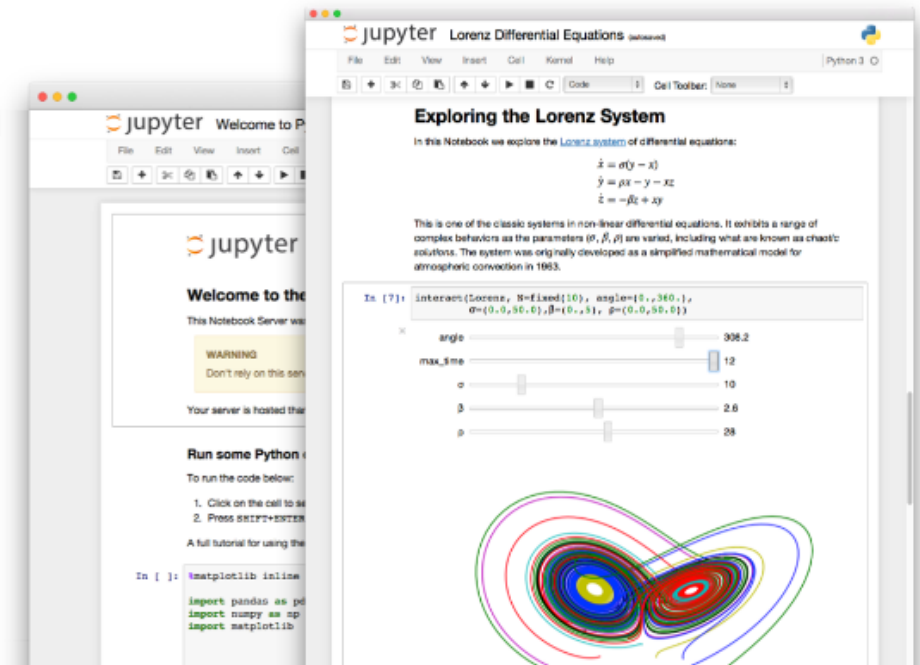 jupyter Lorenz Differential Equations (autosaved)
File Edit View Insert Cell Kernel Help Python 3
Code Cell Toolbar: None
Exploring the Lorenz System
In this Notebook we explore the Lorenz system of differential equations:
ẋ = σ(y − x)
ẏ = ρx − y − xz
ż = −βz + xy
This is one of the classic systems in non-linear differential equations. It exhibits a range of
complex behaviors as the parameters (σ, β, ρ) are varied, including what are known as chaotic
solutions. The system was originally developed as a simplified mathematical model for
atmospheric convection in 1963.
In [7]: interact(Lorenz, N=fixed(10), angle=(0.,360.),
σ=(0.0,50.0),β=(0.,5), ρ=(0.0,50.0))
angle 308.2
max_time 12
σ 10
β 2.6
ρ 28
jupyter Welcome to P
File Edit View Insert Cell
jupyter
Welcome to the
This Notebook Server was
WARNING
Don't rely on this serv
Your server is hosted than
Run some Python
To run the code below:
1. Click on the cell to se
2. Press SHIFT+ENTER
A full tutorial for using the
In [ ]: %matplotlib inline
import pandas as pd
import numpy as np
import matplotlib